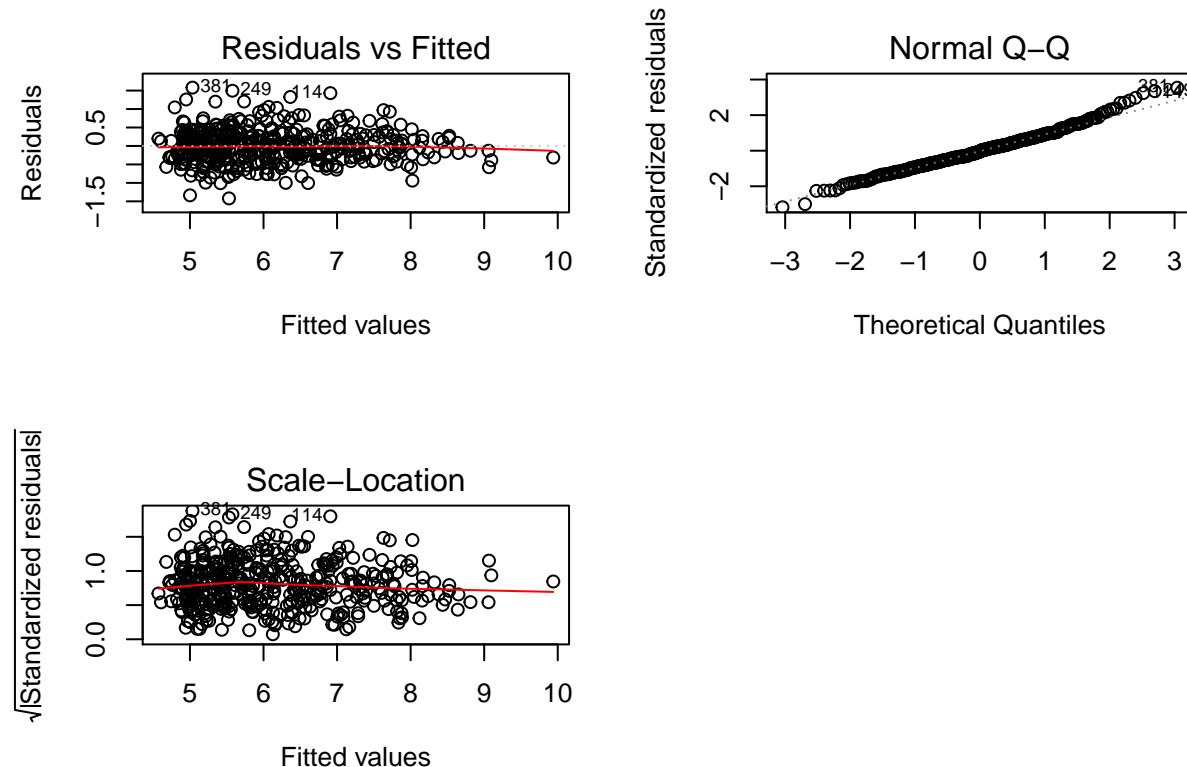 Residuals vs Fitted
Residuals
0.5
−1.5
381
249
114
5 6 7 8 9 10
Fitted values
Normal Q−Q
Standardized residuals
2
−2
381
−3 −2 −1 0 1 2 3
Theoretical Quantiles
Scale−Location
√|Standardized residuals|
1.0
0.0
381
249
114
5 6 7 8 9 10
Fitted values